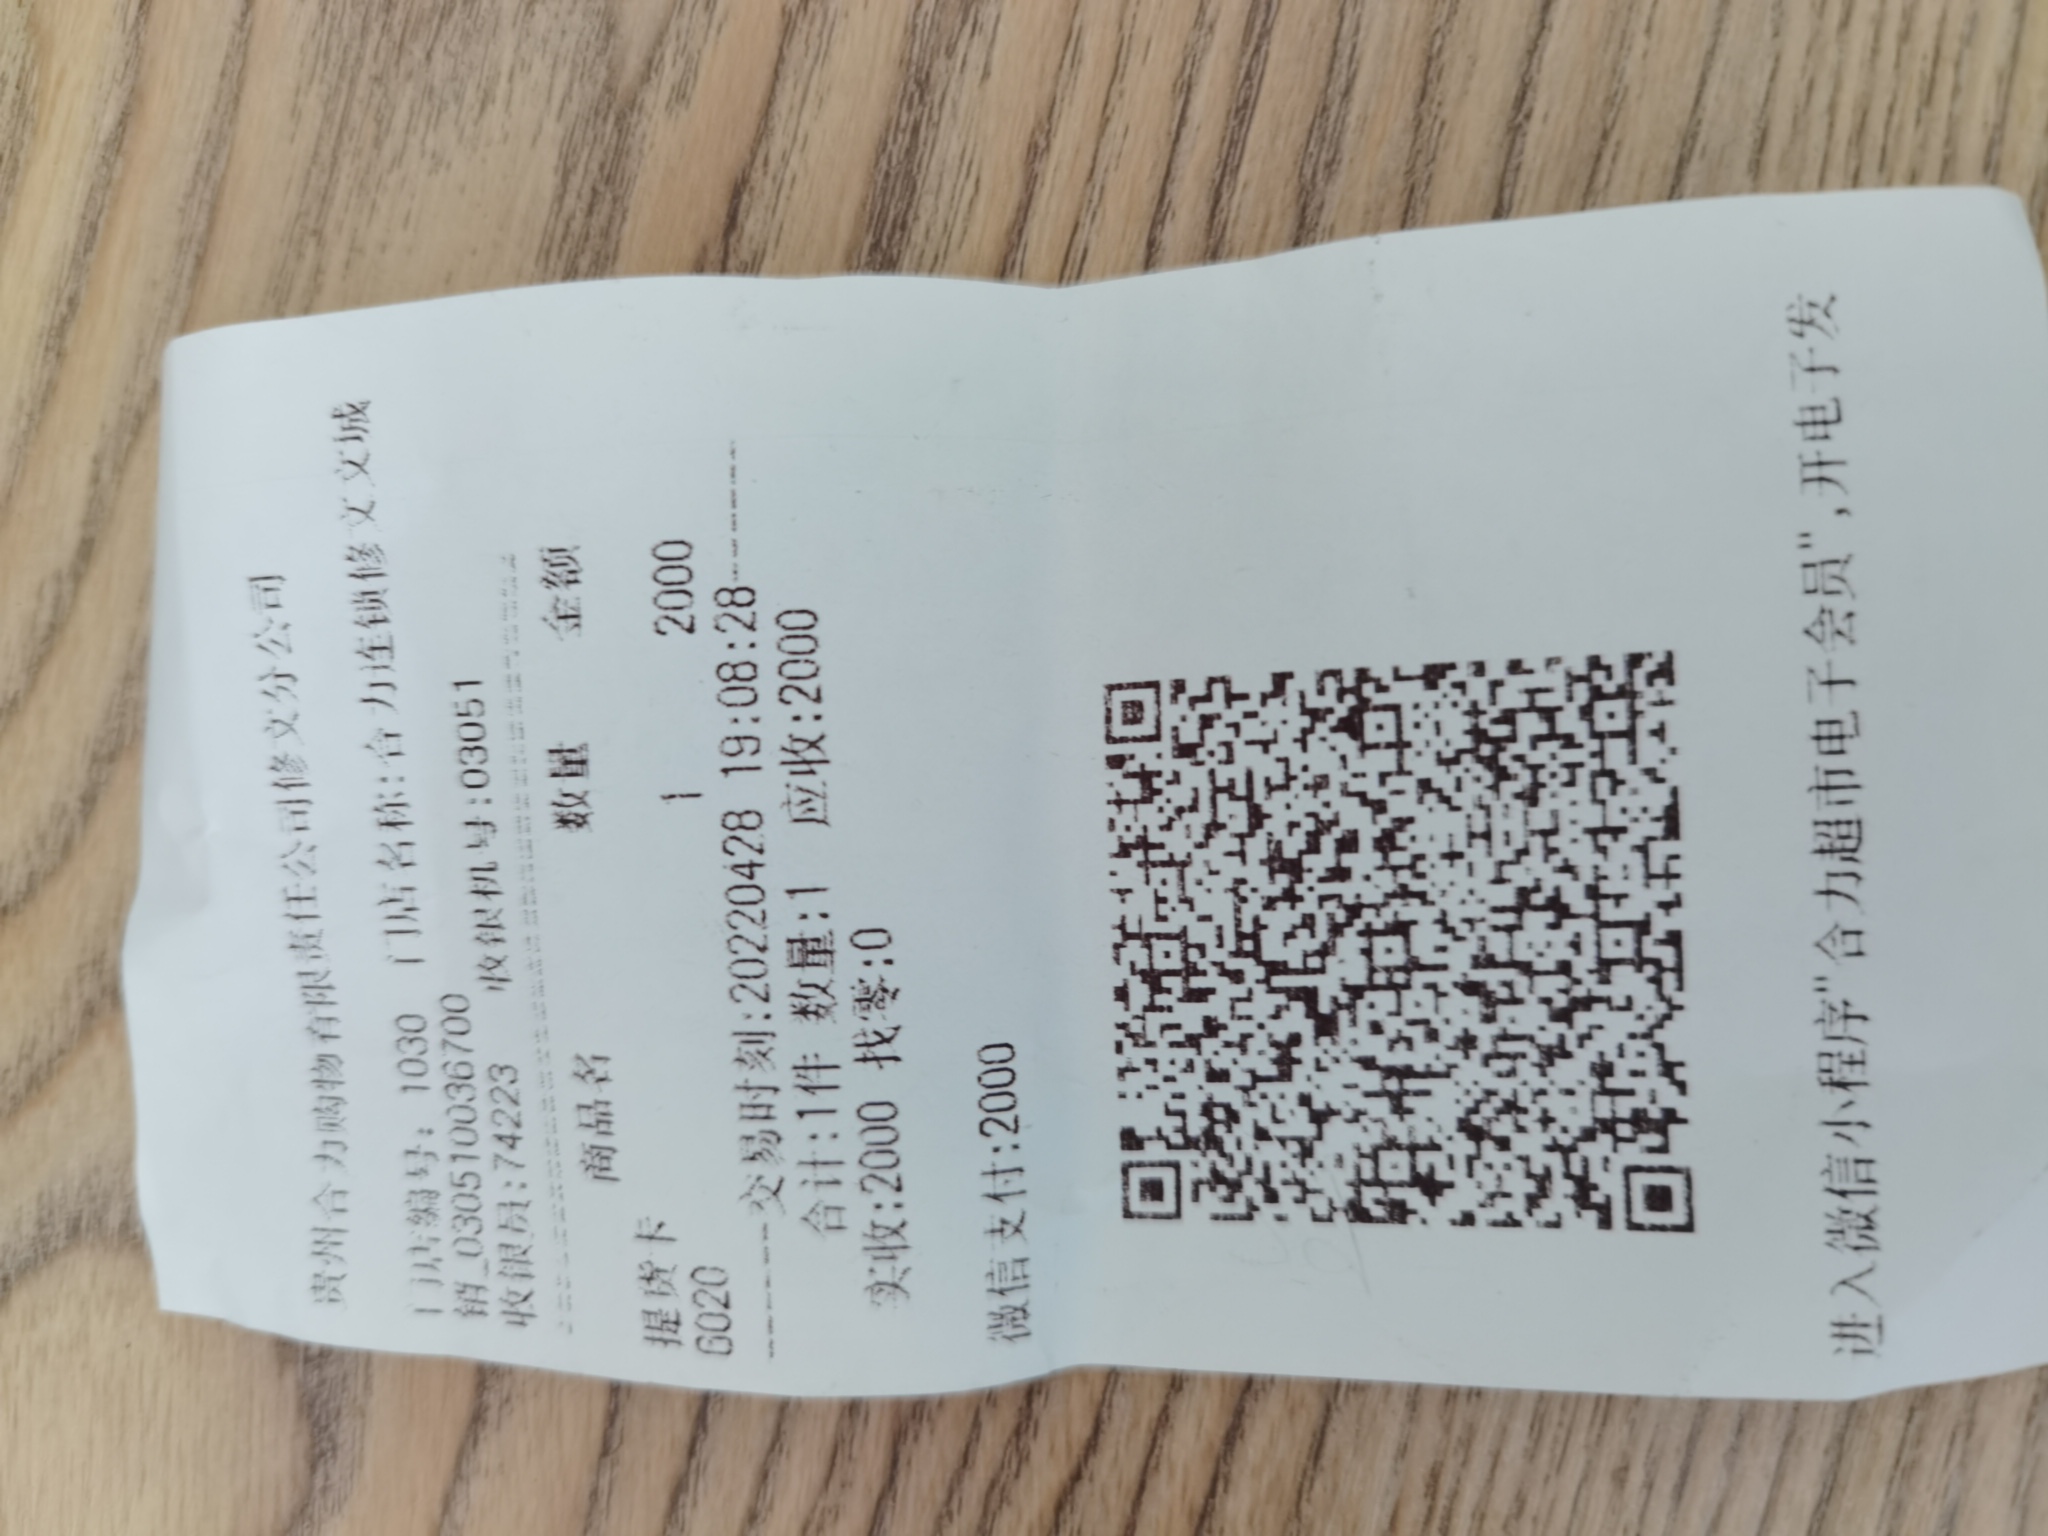 贵州合力购物有限责任公司修文分公司
门店编号: 1030 门店名称:合力连锁修文文城
销_0305100036700
收银员:74223 收银机号:03051
商品名 数量 金额
提货卡 1 2000
6020
交易时刻:20220428 19:08:28
合计:1件 数量:1 应收:2000
实收:2000 找零:0
微信支付:2000
进入微信小程序"合力超市电子会员",开电子发